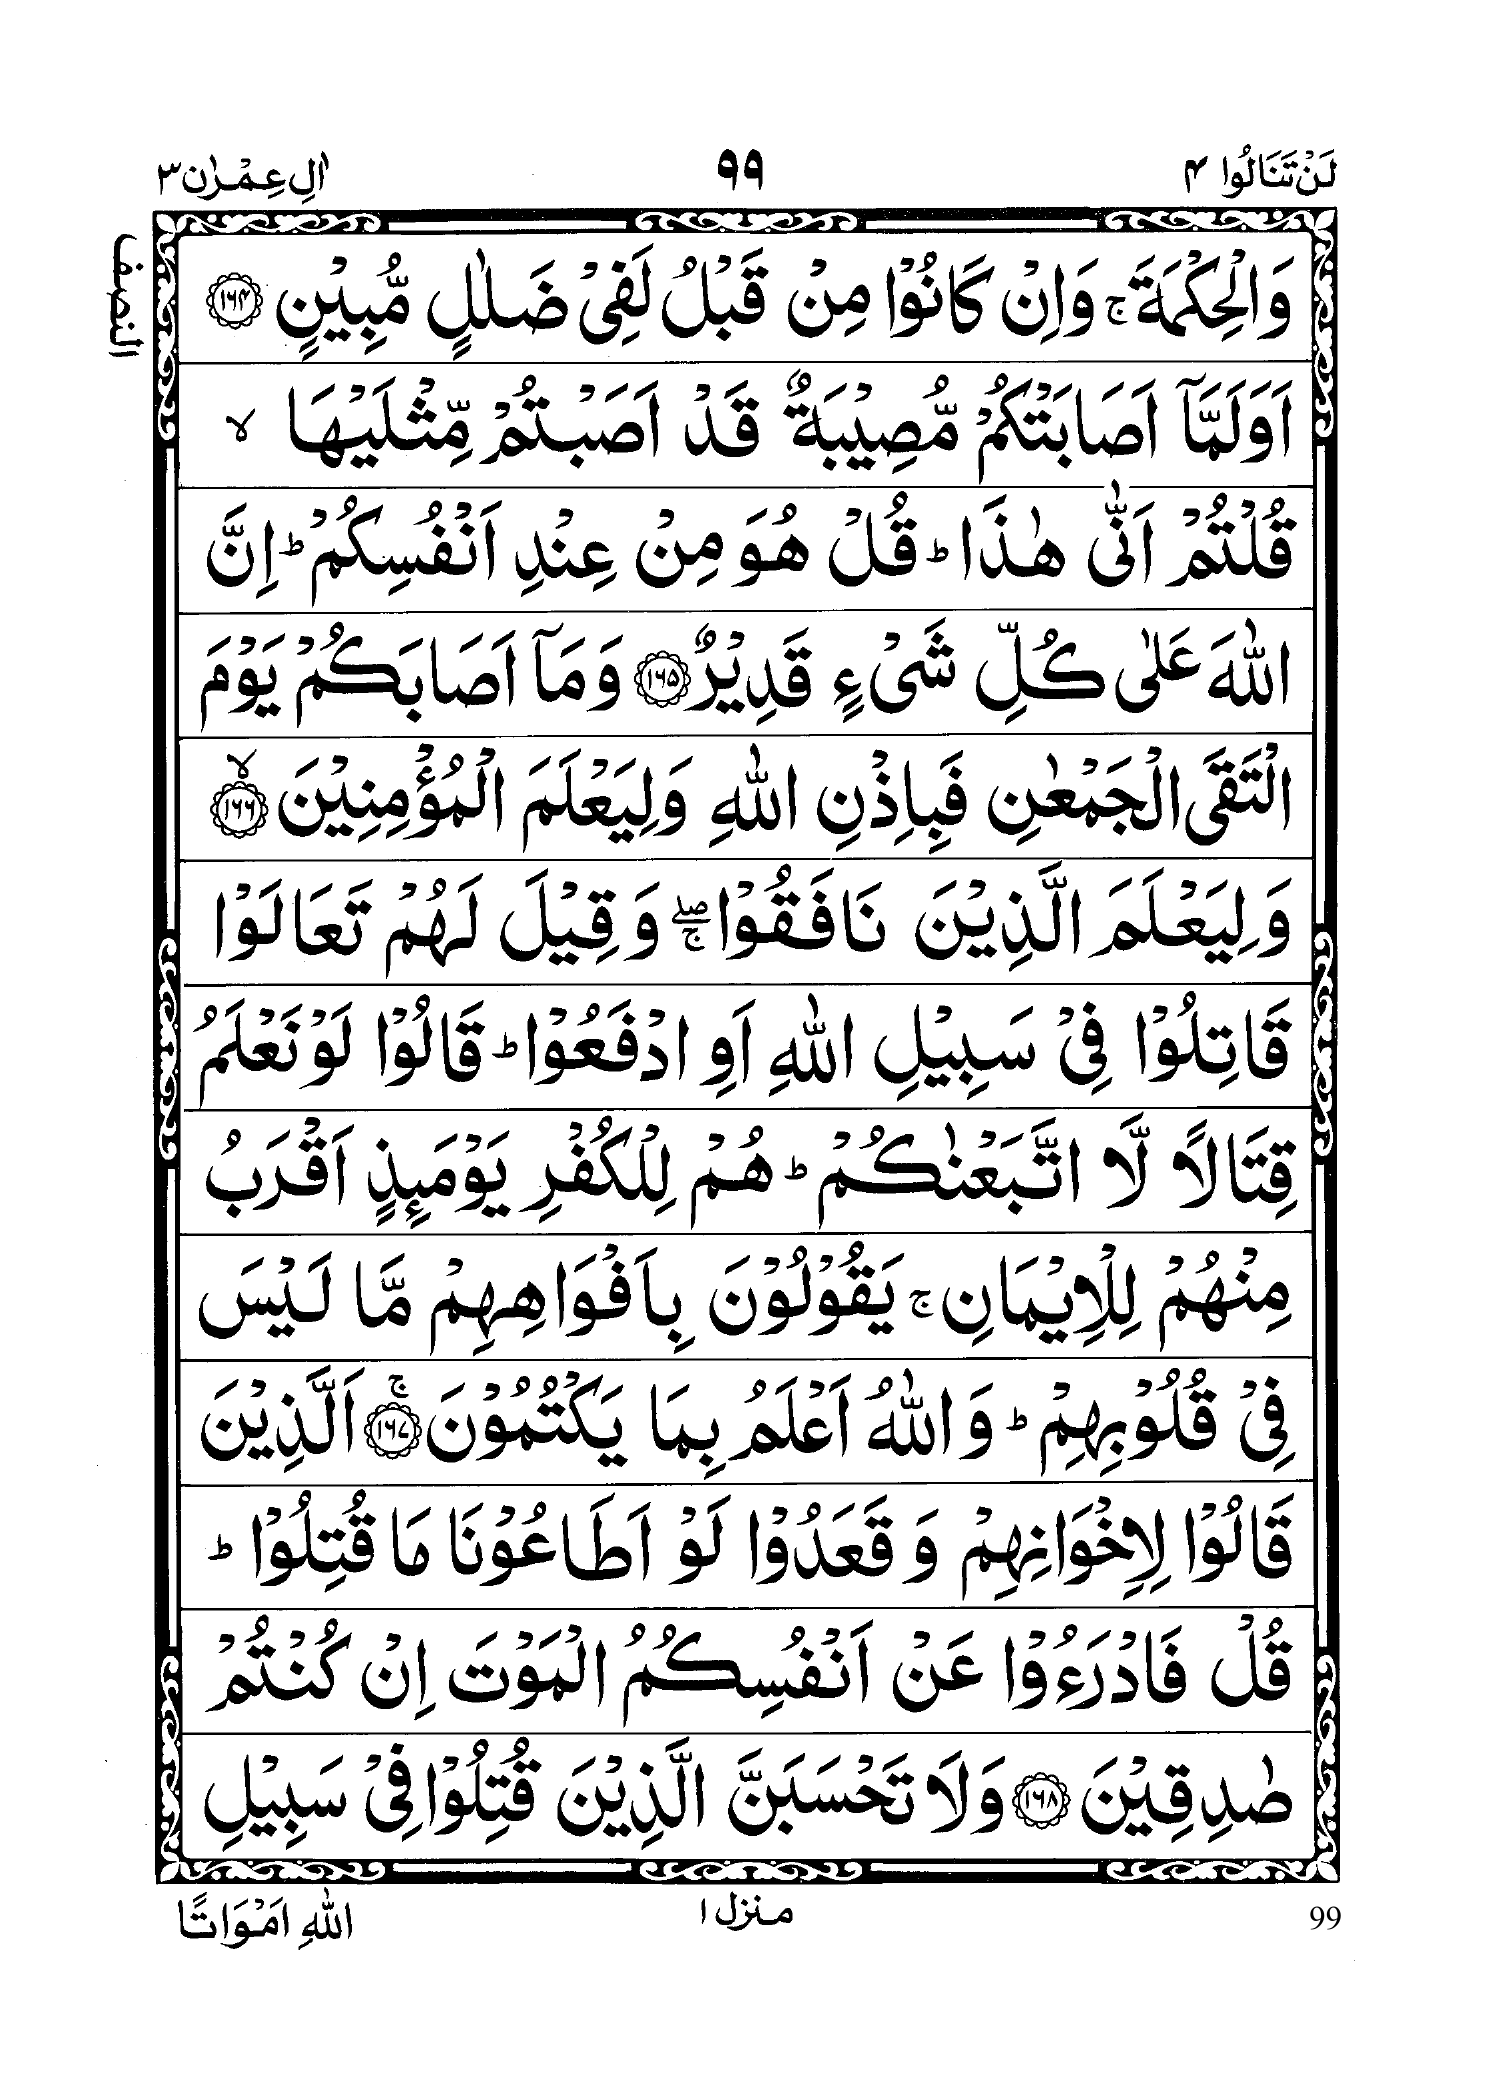 لَنْ تَنَالُوا ۴
۹۹
اٰلِ عِمْرٰن ۳
النصف
وَالْحِكْمَةَ ۚ وَاِنْ كَانُوْا مِنْ قَبْلُ لَفِیْ ضَلٰلٍ مُّبِیْنٍ ﴿۱۶۴﴾
اَوَلَمَّاۤ اَصَابَتْكُمْ مُّصِیْبَةٌ قَدْ اَصَبْتُمْ مِّثْلَیْهَا ۙ
قُلْتُمْ اَنّٰی هٰذَا ؕ قُلْ هُوَ مِنْ عِنْدِ اَنْفُسِكُمْ ؕ اِنَّ
اللّٰهَ عَلٰی كُلِّ شَیْءٍ قَدِیْرٌ ﴿۱۶۵﴾ وَمَاۤ اَصَابَكُمْ یَوْمَ
الْتَقَی الْجَمْعٰنِ فَبِاِذْنِ اللّٰهِ وَلِیَعْلَمَ الْمُؤْمِنِیْنَ ﴿۱۶۶﴾ ۙ
وَلِیَعْلَمَ الَّذِیْنَ نَافَقُوْا ۖۚ وَقِیْلَ لَهُمْ تَعَالَوْا
قَاتِلُوْا فِیْ سَبِیْلِ اللّٰهِ اَوِ ادْفَعُوْا ؕ قَالُوْا لَوْ نَعْلَمُ
قِتَالًا لَّا اتَّبَعْنٰكُمْ ؕ هُمْ لِلْكُفْرِ یَوْمَىِٕذٍ اَقْرَبُ
مِنْهُمْ لِلْاِیْمَانِ ۚ یَقُوْلُوْنَ بِاَفْوَاهِهِمْ مَّا لَیْسَ
فِیْ قُلُوْبِهِمْ ؕ وَاللّٰهُ اَعْلَمُ بِمَا یَكْتُمُوْنَ ﴿۱۶۷﴾ ۚ اَلَّذِیْنَ
قَالُوْا لِاِخْوَانِهِمْ وَقَعَدُوْا لَوْ اَطَاعُوْنَا مَا قُتِلُوْا ؕ
قُلْ فَادْرَءُوْا عَنْ اَنْفُسِكُمُ الْمَوْتَ اِنْ كُنْتُمْ
صٰدِقِیْنَ ﴿۱۶۸﴾ وَلَا تَحْسَبَنَّ الَّذِیْنَ قُتِلُوْا فِیْ سَبِیْلِ
99
منزل ۱
اللّٰهِ اَمْوَاتًا